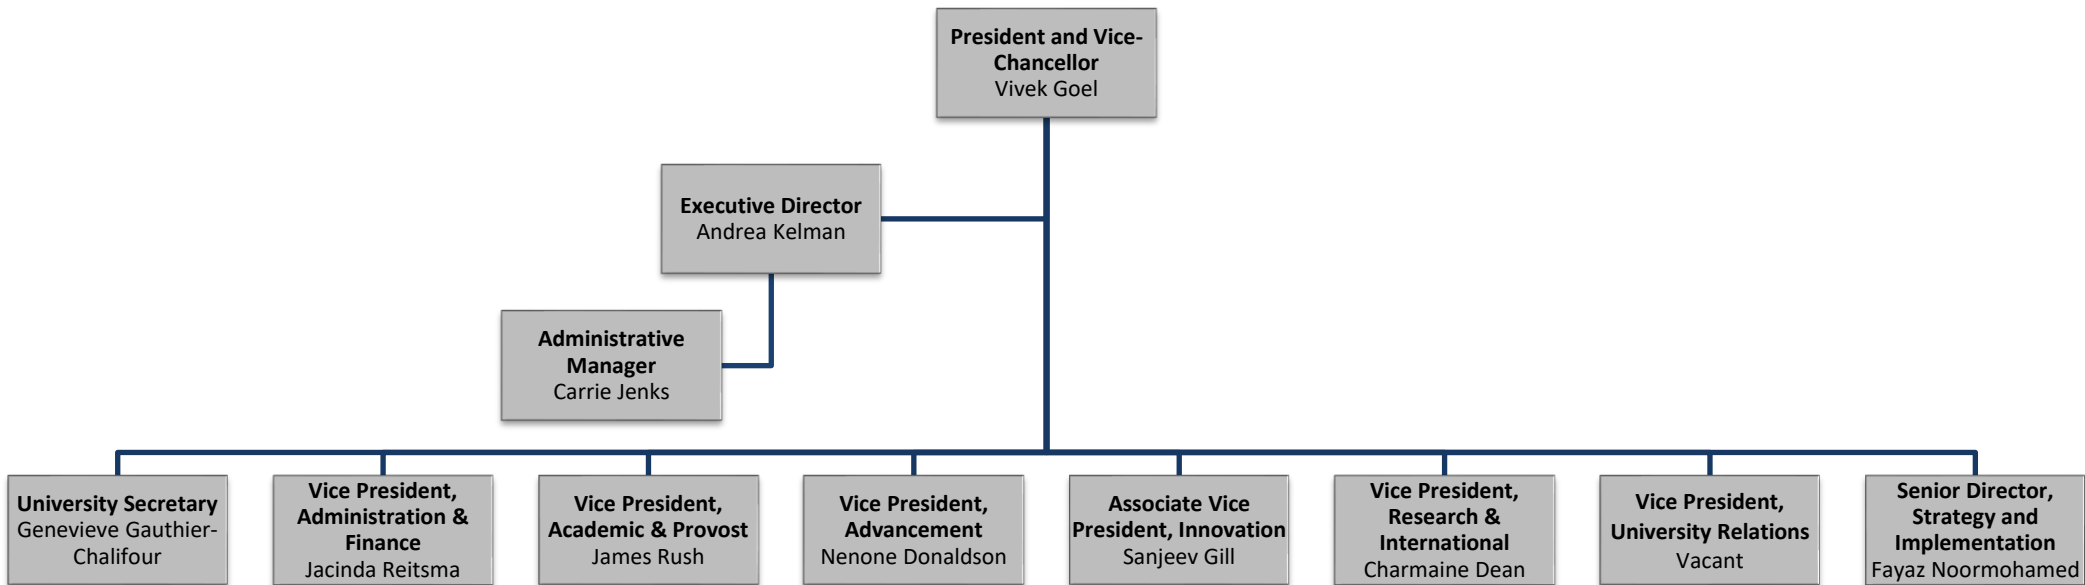 President and Vice-
Chancellor
Vivek Goel
Executive Director
Andrea Kelman
Administrative
Manager
Carrie Jenks
University Secretary
Genevieve Gauthier-
Chalifour
Vice President,
Administration &
Finance
Jacinda Reitsma
Vice President,
Academic & Provost
James Rush
Vice President,
Advancement
Nenone Donaldson
Associate Vice
President, Innovation
Sanjeev Gill
Vice President,
Research &
International
Charmaine Dean
Vice President,
University Relations
Vacant
Senior Director,
Strategy and
Implementation
Fayaz Noormohamed